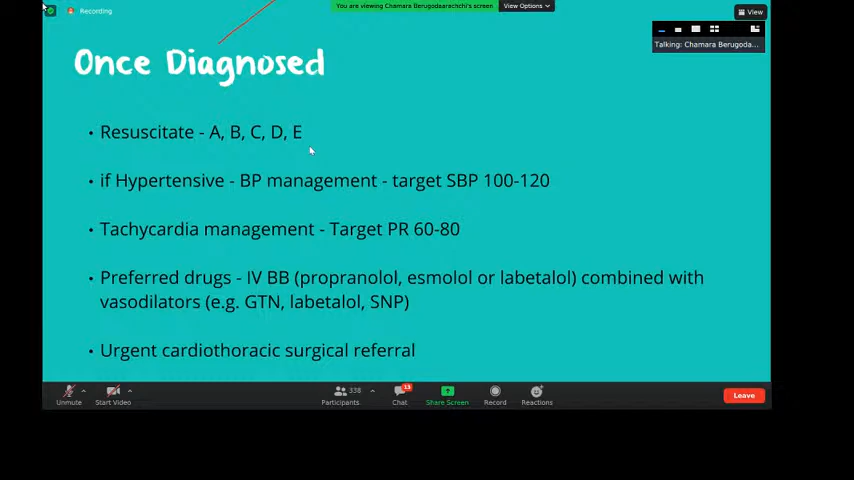 Recording
You are viewing Chamara Berugodaarachchi's screen
View Options
View
Talking: Chamara Berugoda...
Once Diagnosed
• Resuscitate - A, B, C, D, E
• if Hypertensive - BP management - target SBP 100-120
• Tachycardia management - Target PR 60-80
• Preferred drugs - IV BB (propranolol, esmolol or labetalol) combined with
vasodilators (e.g. GTN, labetalol, SNP)
• Urgent cardiothoracic surgical referral
338
13
Unmute
Start Video
Participants
Chat
Share Screen
Record
Reactions
Leave